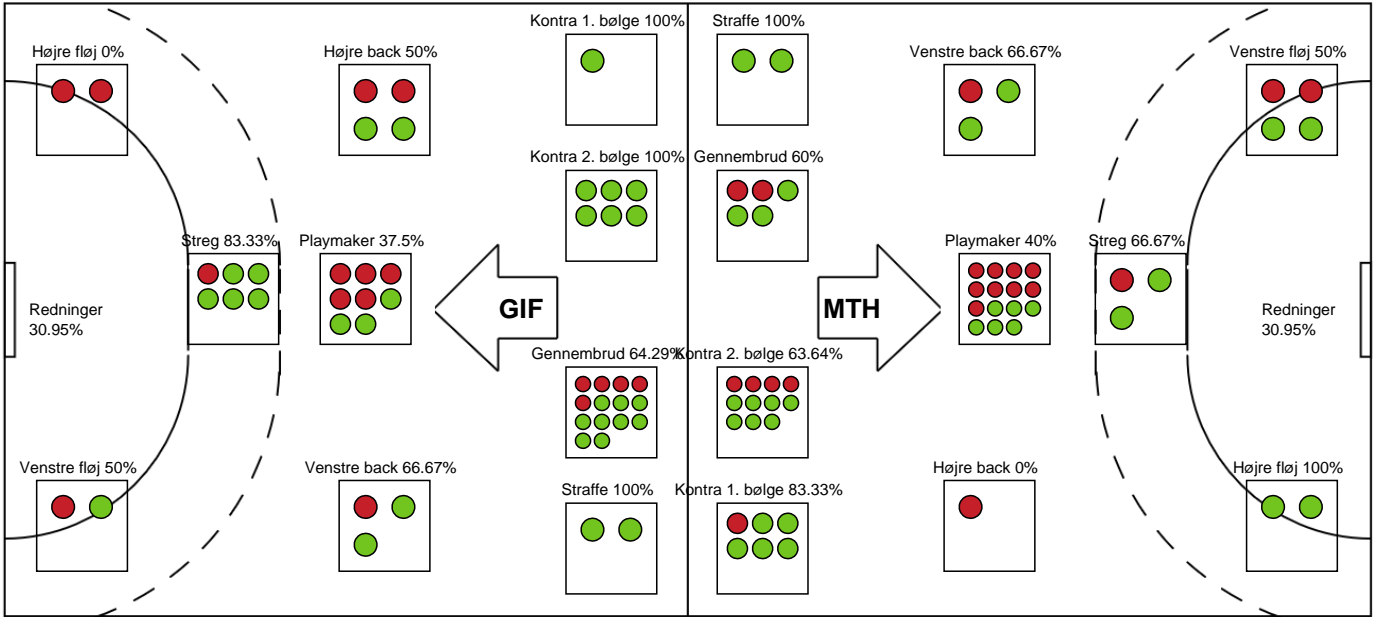 Kontra 1. bølge 100%
Straffe 100%
Højre fløj 0%
Højre back 50%
Venstre back 66.67%
Venstre fløj 50%
Kontra 2. bølge 100%
Gennembrud 60%
Streg 83.33%
Playmaker 37.5%
Playmaker 40%
Streg 66.67%
Redninger
30.95%
GIF
MTH
Redninger
30.95%
Gennembrud 64.29%
Kontra 2. bølge 63.64%
Venstre fløj 50%
Venstre back 66.67%
Straffe 100%
Kontra 1. bølge 83.33%
Højre back 0%
Højre fløj 100%